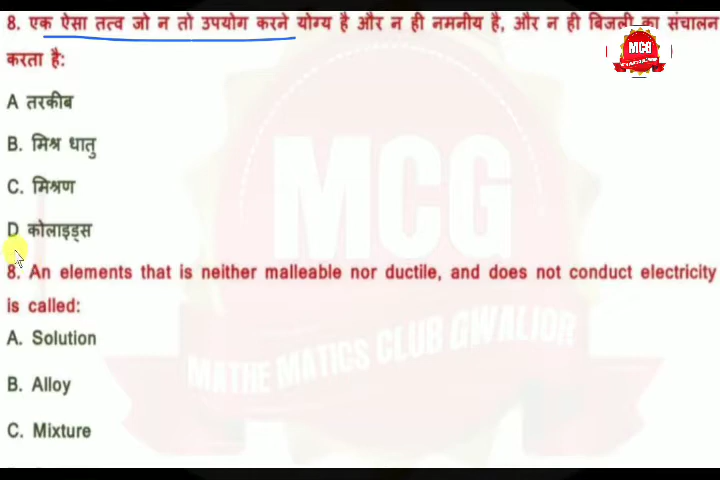 8. एक ऐसा तत्व जो न तो उपयोग करने योग्य है और न ही नमनीय है, और न ही बिजली का संचालन
करता है:
MCG
A तरकीब
B. मिश्र धातु
C. मिश्रण
D कोलाइड्स
MCG
8. An elements that is neither malleable nor ductile, and does not conduct electricity
is called:
A. Solution
MATHE MATICS CLUB GWALIOR
B. Alloy
C. Mixture